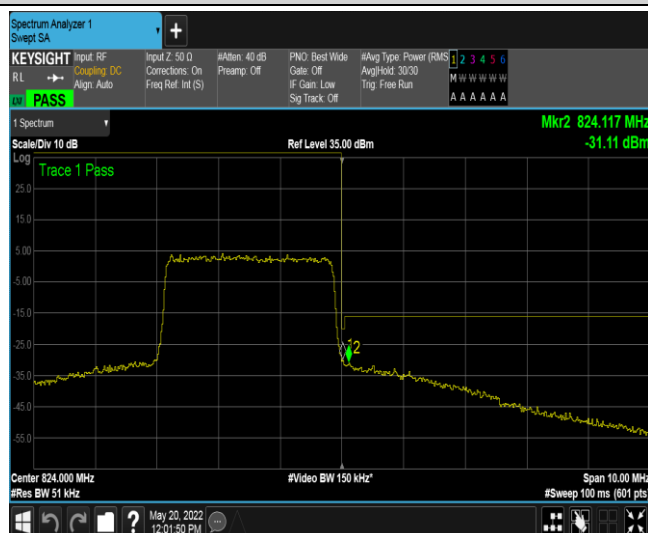 Spectrum Analyzer 1
Swept SA
+
KEYSIGHT Input: RF Input Z: 50 Ω #Atten: 40 dB PNO: Best Wide #Avg Type: Power (RMS 1 2 3 4 5 6
RL Coupling: DC Corrections: On Preamp: Off Gate: Off Avg|Hold: 30/30 M W W W W W
Align: Auto Freq Ref: Int (S) IF Gain: Low Trig: Free Run
PASS Sig Track: Off A A A A A A
1 Spectrum Mkr2 824.117 MHz
Scale/Div 10 dB Ref Level 35.00 dBm -31.11 dBm
Log
Trace 1 Pass
25.0
15.0
5.00
-5.00
-15.0
-25.0
-35.0
-45.0
-55.0
2
Center 824.000 MHz #Video BW 150 kHz* Span 10.00 MHz
#Res BW 51 kHz #Sweep 100 ms (601 pts)
? May 20, 2022
12:01:50 PM